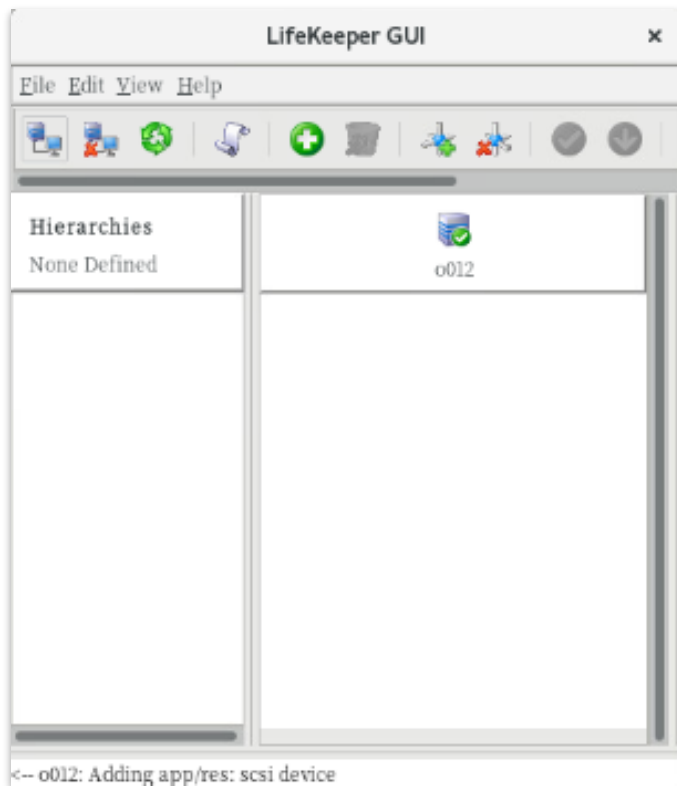 LifeKeeper GUI
File Edit View Help
Hierarchies
None Defined
o012
<-- o012: Adding app/res: scsi device